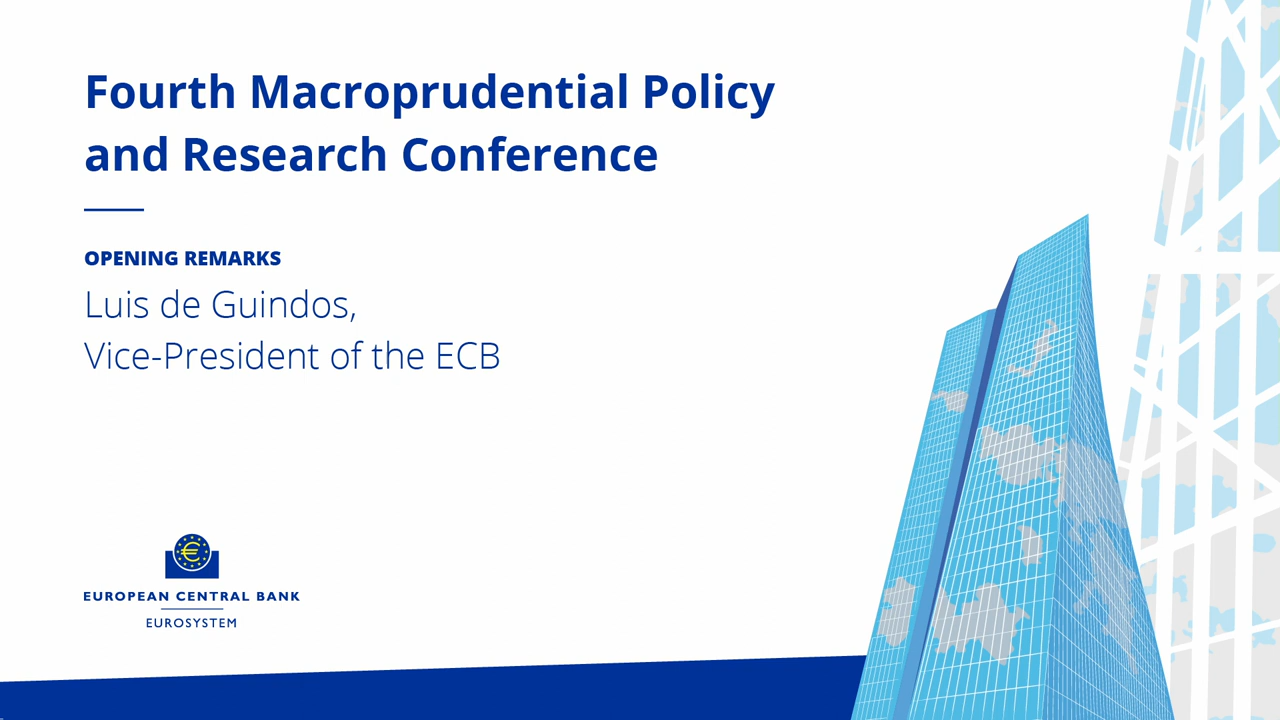 Fourth Macroprudential Policy
and Research Conference
OPENING REMARKS
Luis de Guindos,
Vice-President of the ECB
€
EUROPEAN CENTRAL BANK
EUROSYSTEM